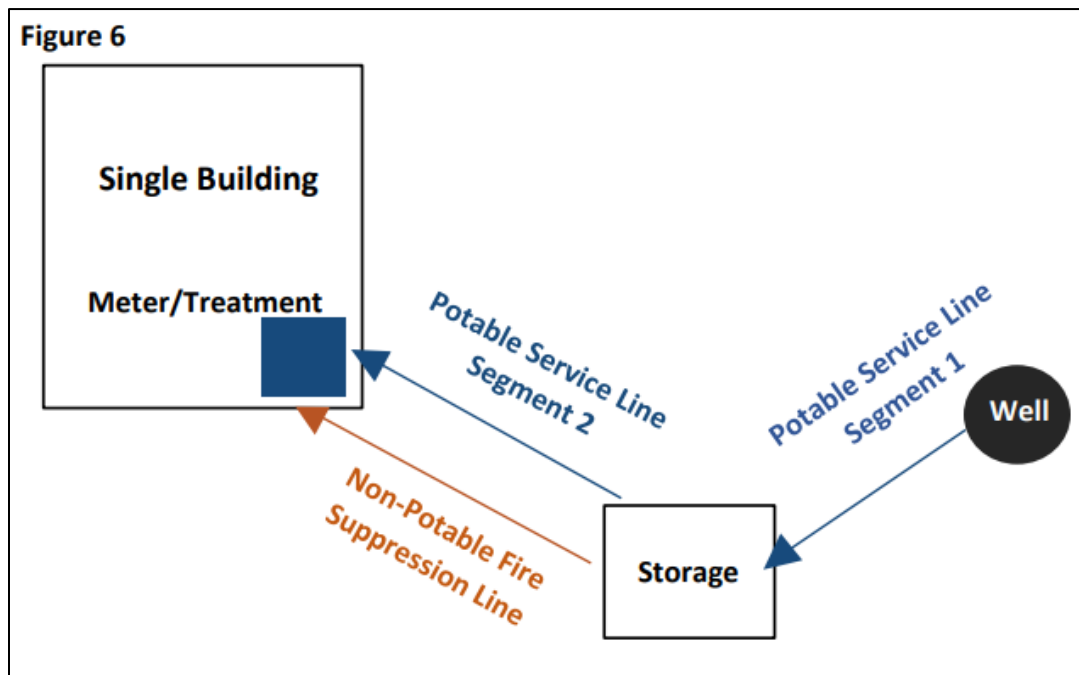 Figure 6
Single Building
Meter/Treatment
Potable Service Line
Segment 2
Potable Service Line
Segment 1
Well
Non-Potable Fire
Suppression Line
Storage